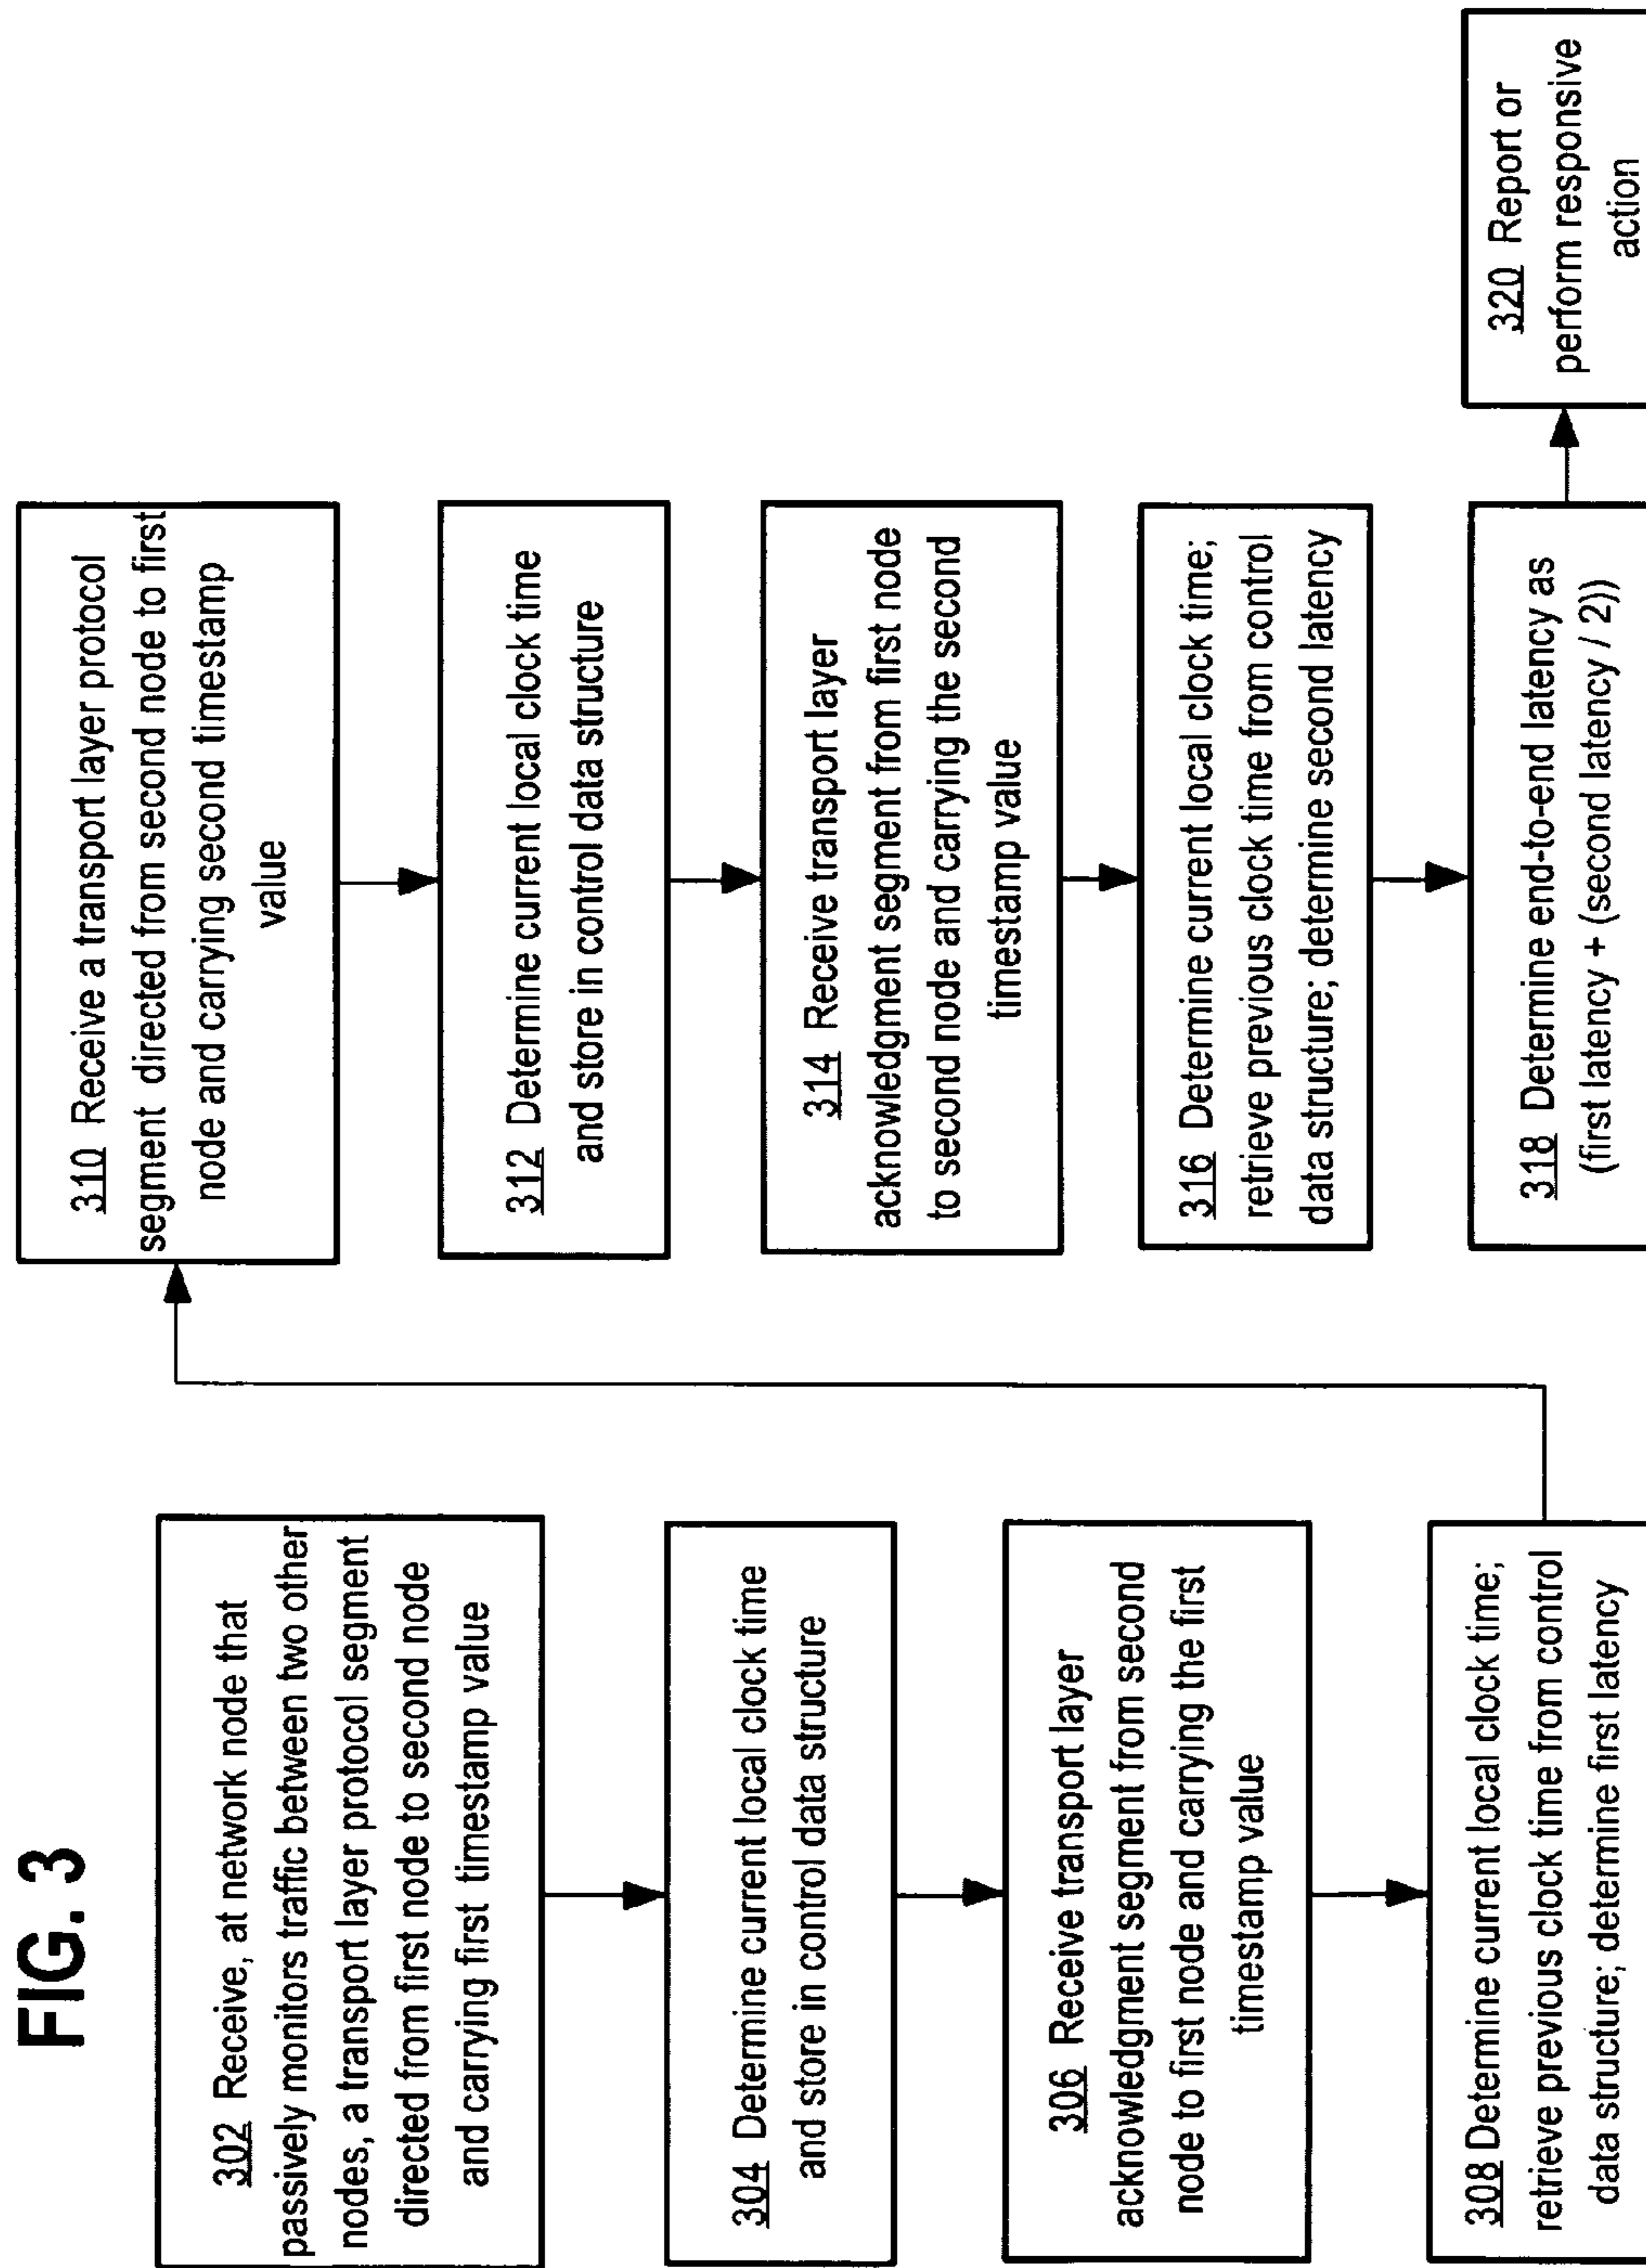 FIG. 3
302 Receive, at network node that
passively monitors traffic between two other
nodes, a transport layer protocol segment
directed from first node to second node
and carrying first timestamp value
304 Determine current local clock time
and store in control data structure
306 Receive transport layer
acknowledgment segment from second
node to first node and carrying the first
timestamp value
308 Determine current local clock time;
retrieve previous clock time from control
data structure; determine first latency
310 Receive a transport layer protocol
segment directed from second node to first
node and carrying second timestamp
value
312 Determine current local clock time
and store in control data structure
314 Receive transport layer
acknowledgment segment from first node
to second node and carrying the second
timestamp value
316 Determine current local clock time;
retrieve previous clock time from control
data structure; determine second latency
318 Determine end-to-end latency as
(first latency + (second latency / 2))
320 Report or
perform responsive
action